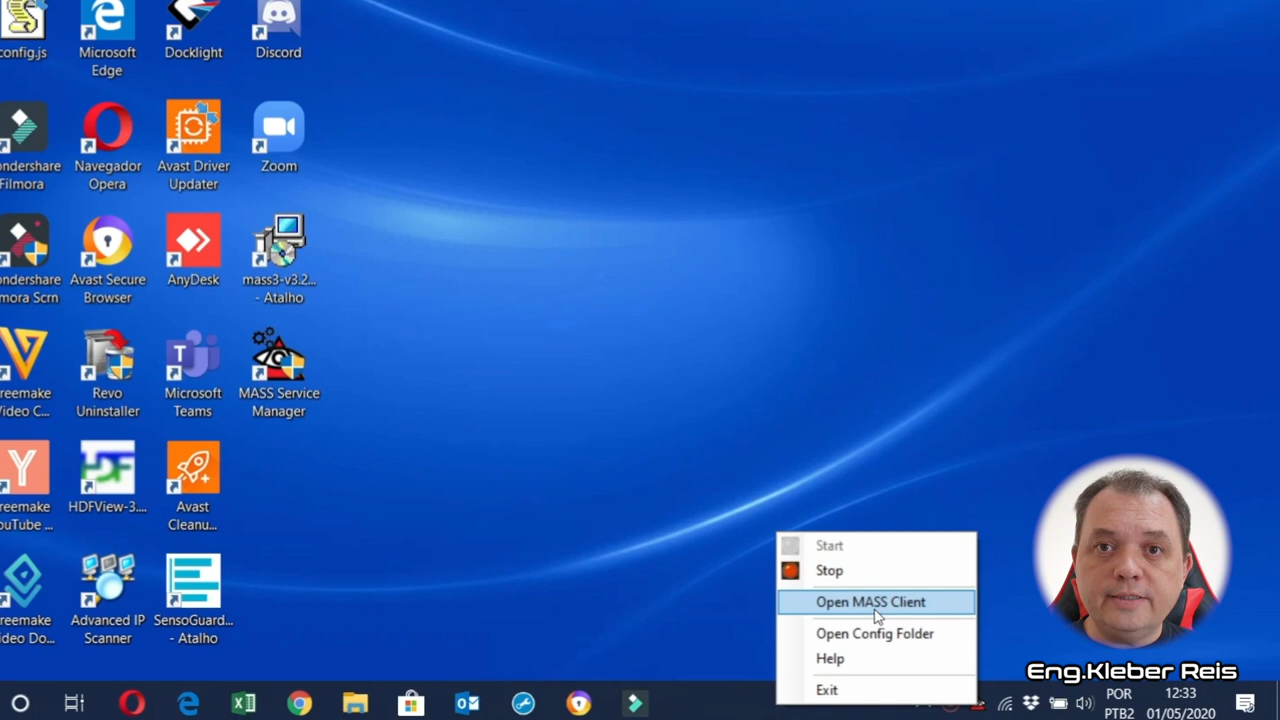 config.js
Microsoft
Edge
Docklight
Discord
ondershare
Filmora
Navegador
Opera
Avast Driver
Updater
Zoom
ondershare
mora Scrn
Avast Secure
Browser
AnyDesk
mass3-v3.2...
- Atalho
reemake
Video C...
Revo
Uninstaller
Microsoft
Teams
MASS Service
Manager
reemake
ouTube ...
HDFView-3....
Avast
Cleanu...
reemake
ideo Do...
Advanced IP
Scanner
SensoGuard...
- Atalho
Start
Stop
Open MASS Client
Open Config Folder
Help
Exit
Eng.Kleber Reis
POR
PTB2
12:33
01/05/2020